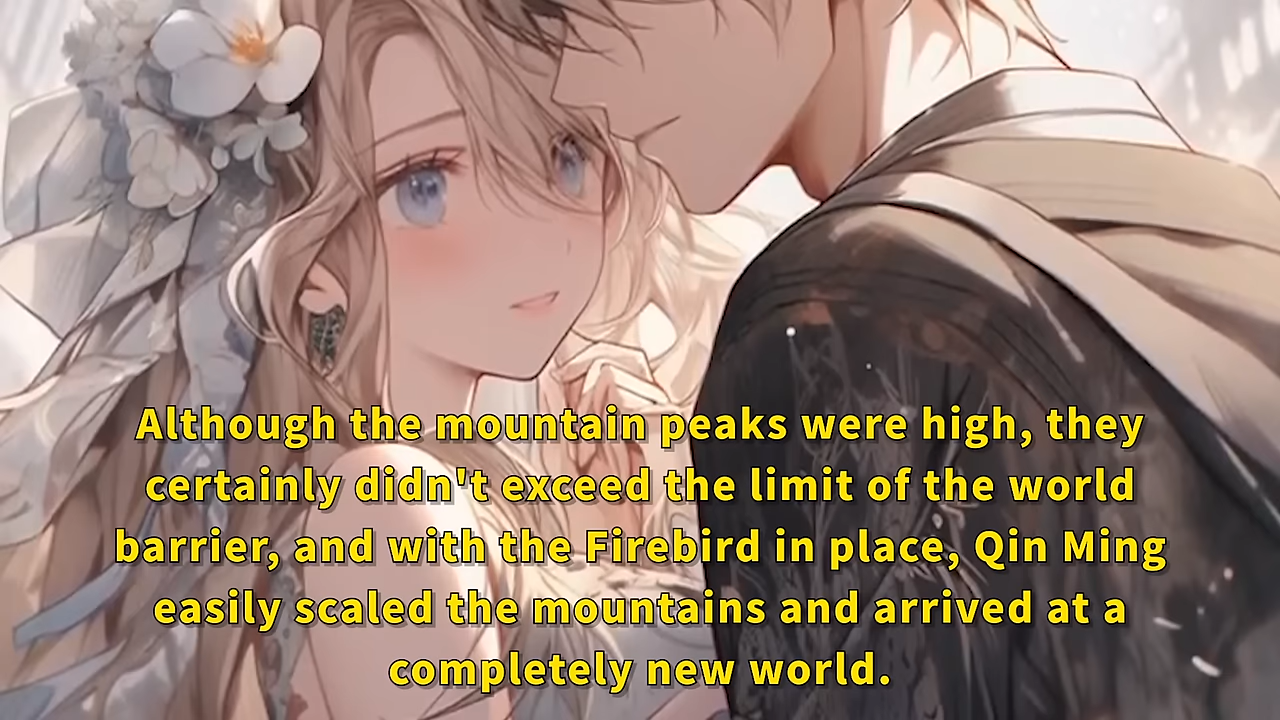 Although the mountain peaks were high, they
certainly didn't exceed the limit of the world
barrier, and with the Firebird in place, Qin Ming
easily scaled the mountains and arrived at a
completely new world.